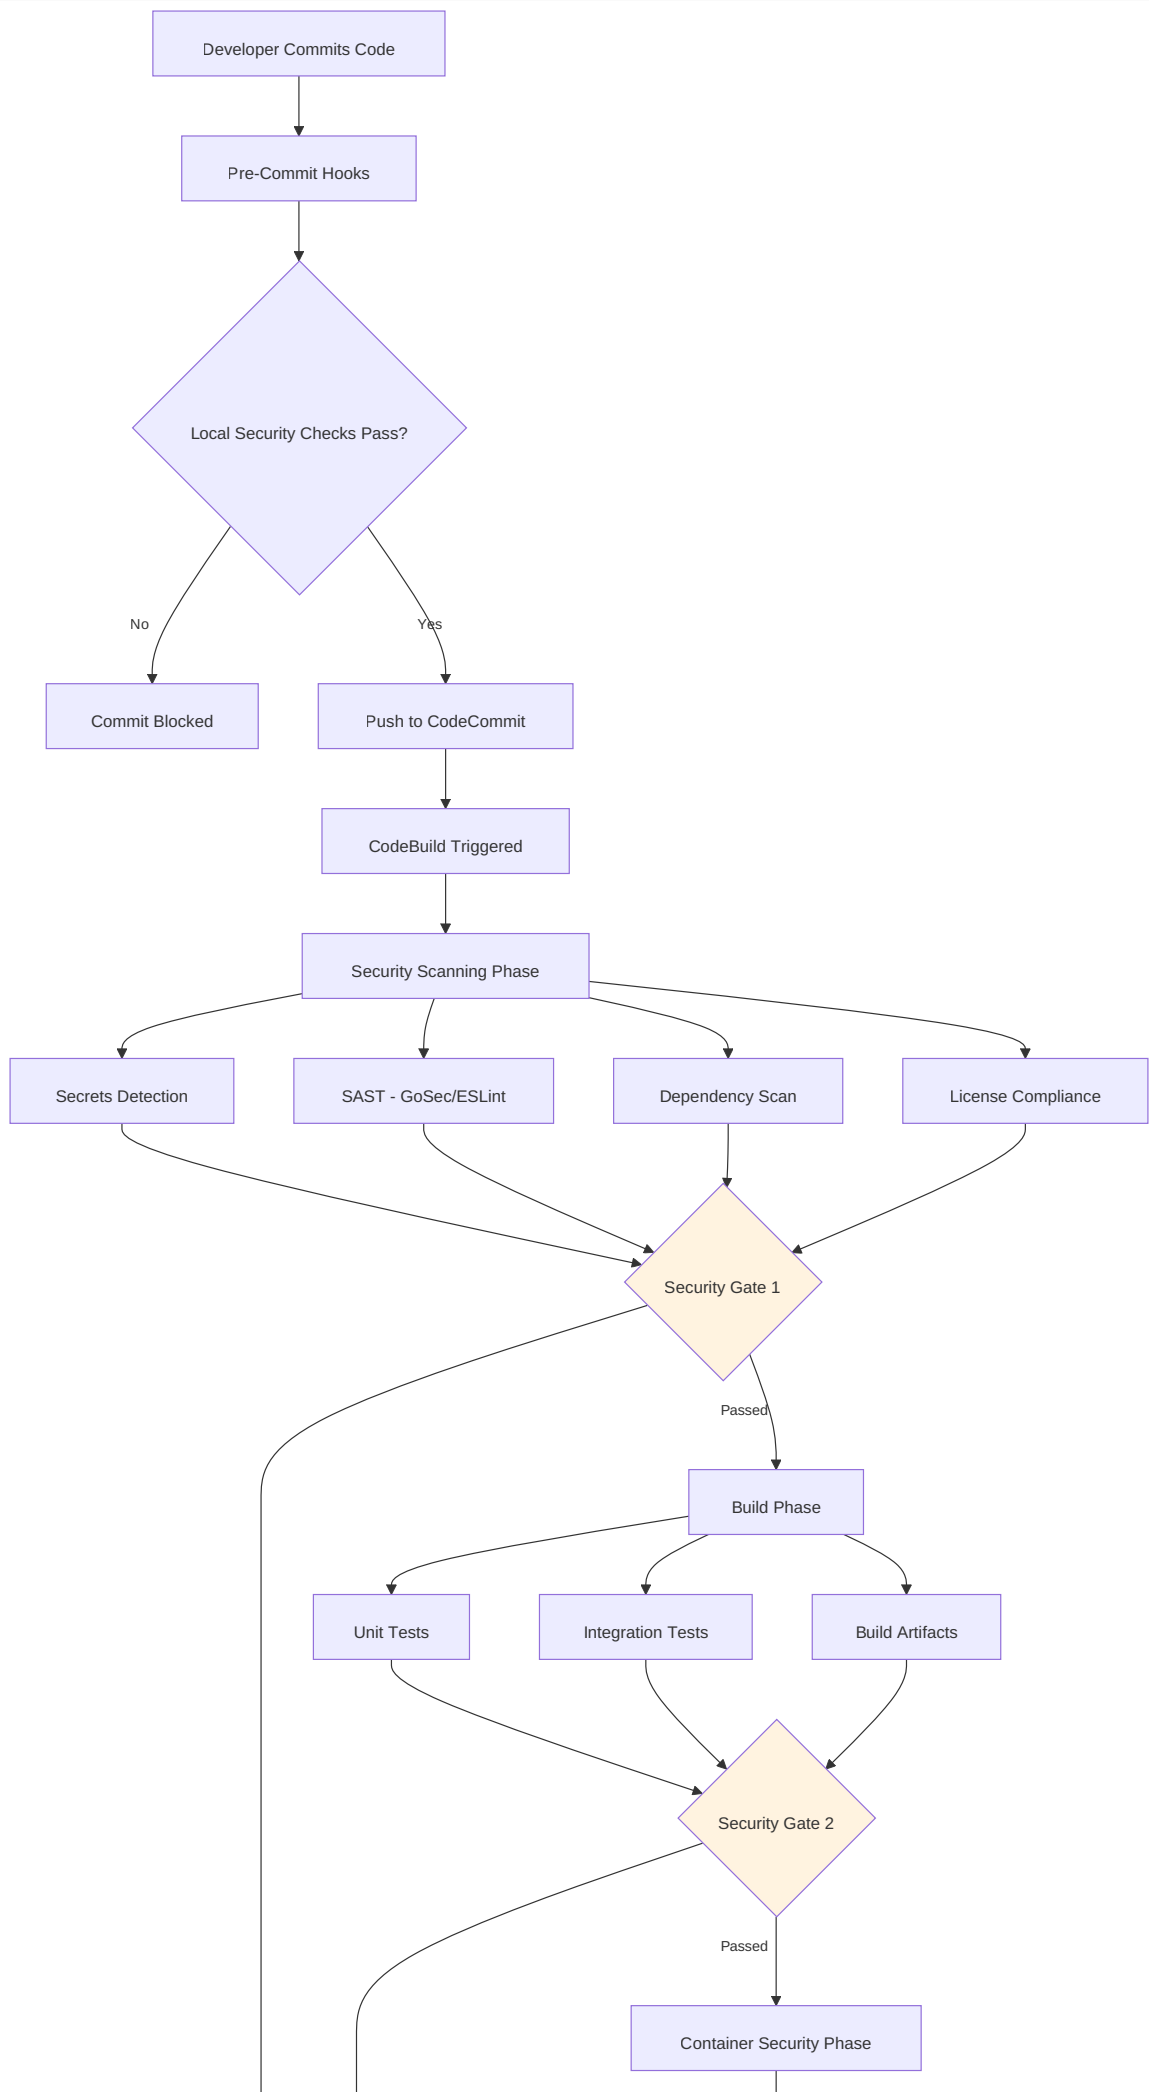 Developer Commits Code
Pre-Commit Hooks
Local Security Checks Pass?
No
Yes
Commit Blocked
Push to CodeCommit
CodeBuild Triggered
Security Scanning Phase
Secrets Detection
SAST - GoSec/ESLint
Dependency Scan
License Compliance
Security Gate 1
Passed
Build Phase
Unit Tests
Integration Tests
Build Artifacts
Security Gate 2
Passed
Container Security Phase